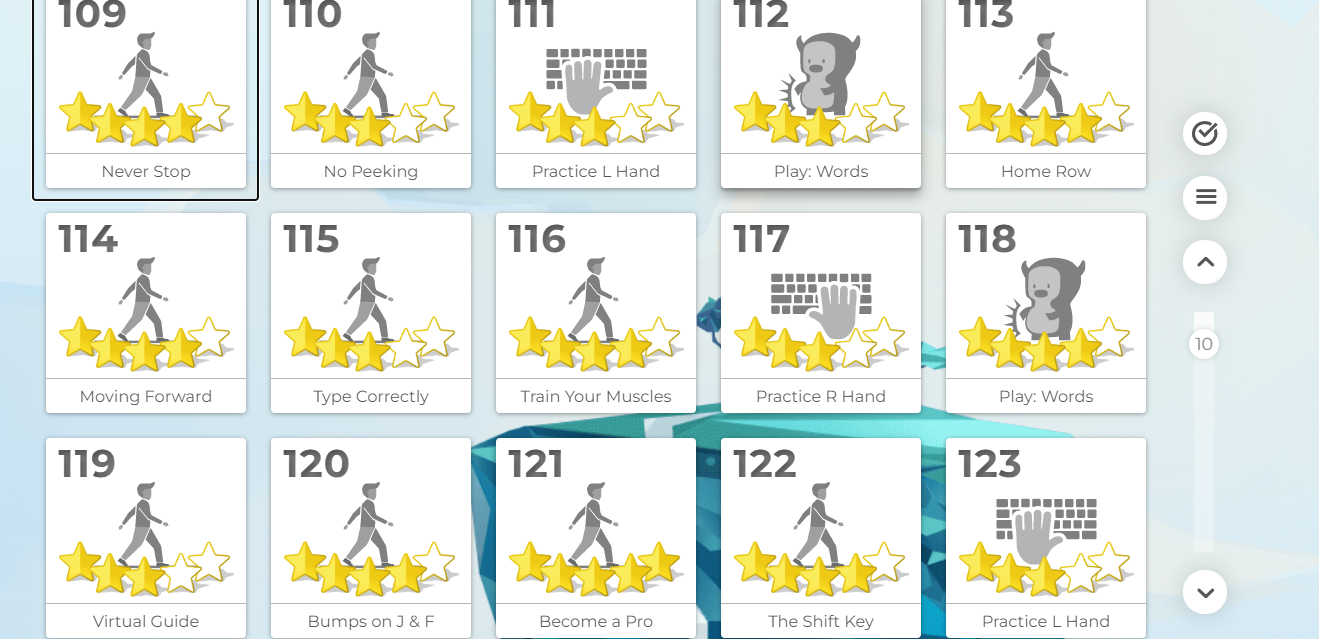 109
110
111
112
113
Never Stop
No Peeking
Practice L Hand
Play: Words
Home Row
114
115
116
117
118
Moving Forward
Type Correctly
Train Your Muscles
Practice R Hand
Play: Words
10
119
120
121
122
123
Virtual Guide
Bumps on J & F
Become a Pro
The Shift Key
Practice L Hand